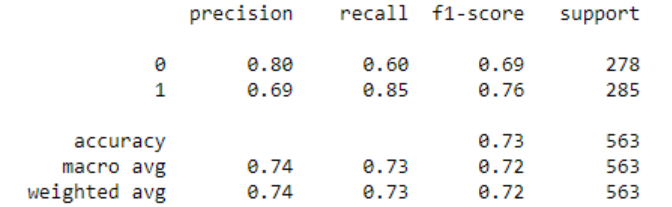 precision recall f1-score support
0 0.80 0.60 0.69 278
1 0.69 0.85 0.76 285
accuracy 0.73 563
macro avg 0.74 0.73 0.72 563
weighted avg 0.74 0.73 0.72 563